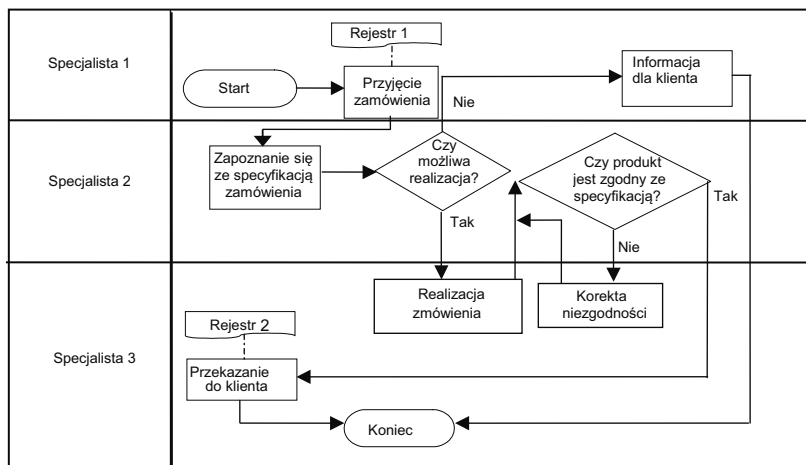 Specjalista 1
Rejestr 1
Start
Przyjęcie
zamówienia
Nie
Informacja
dla klienta
Specjalista 2
Zapoznanie się
ze specyfikacją
zamówienia
Czy
możliwa
realizacja?
Tak
Czy produkt
jest zgodny ze
specyfikacją?
Tak
Nie
Specjalista 3
Realizacja
zmówienia
Korekta
niezgodności
Rejestr 2
Przekazanie
do klienta
Koniec